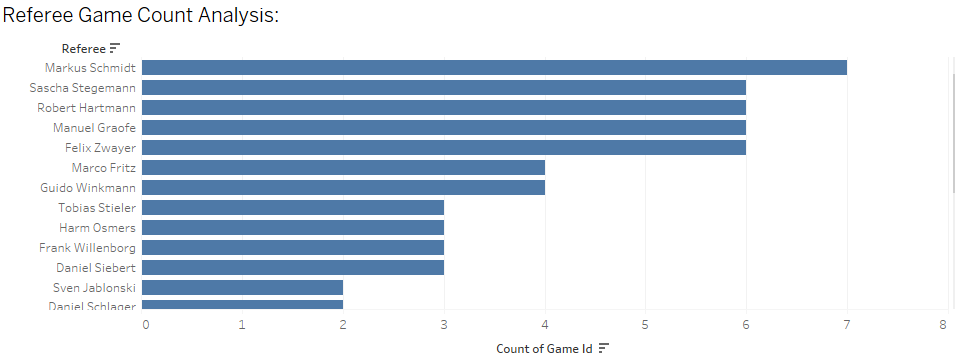 Referee Game Count Analysis:
Referee
Markus Schmidt
Sascha Stegemann
Robert Hartmann
Manuel Graofe
Felix Zwayer
Marco Fritz
Guido Winkmann
Tobias Stieler
Harm Osmers
Frank Willenborg
Daniel Siebert
Sven Jablonski
Daniel Schlager
0 1 2 3 4 5 6 7 8
Count of Game Id